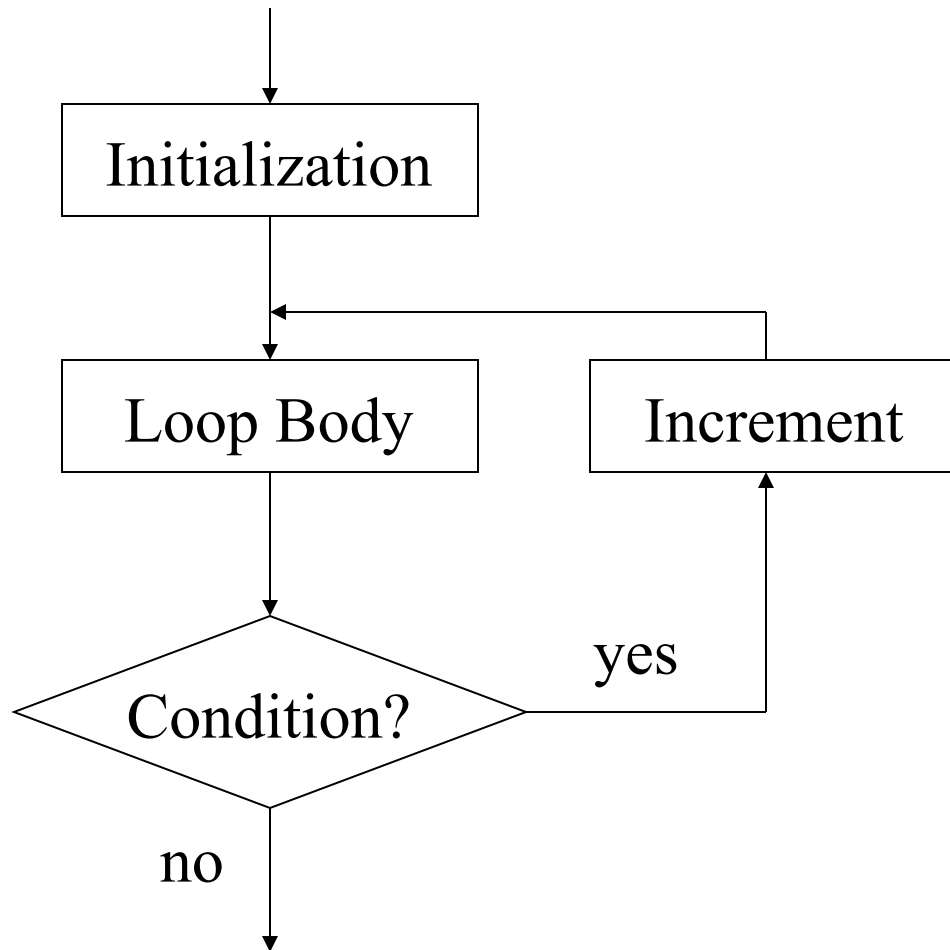 Initialization
Loop Body
Increment
yes
Condition?
no